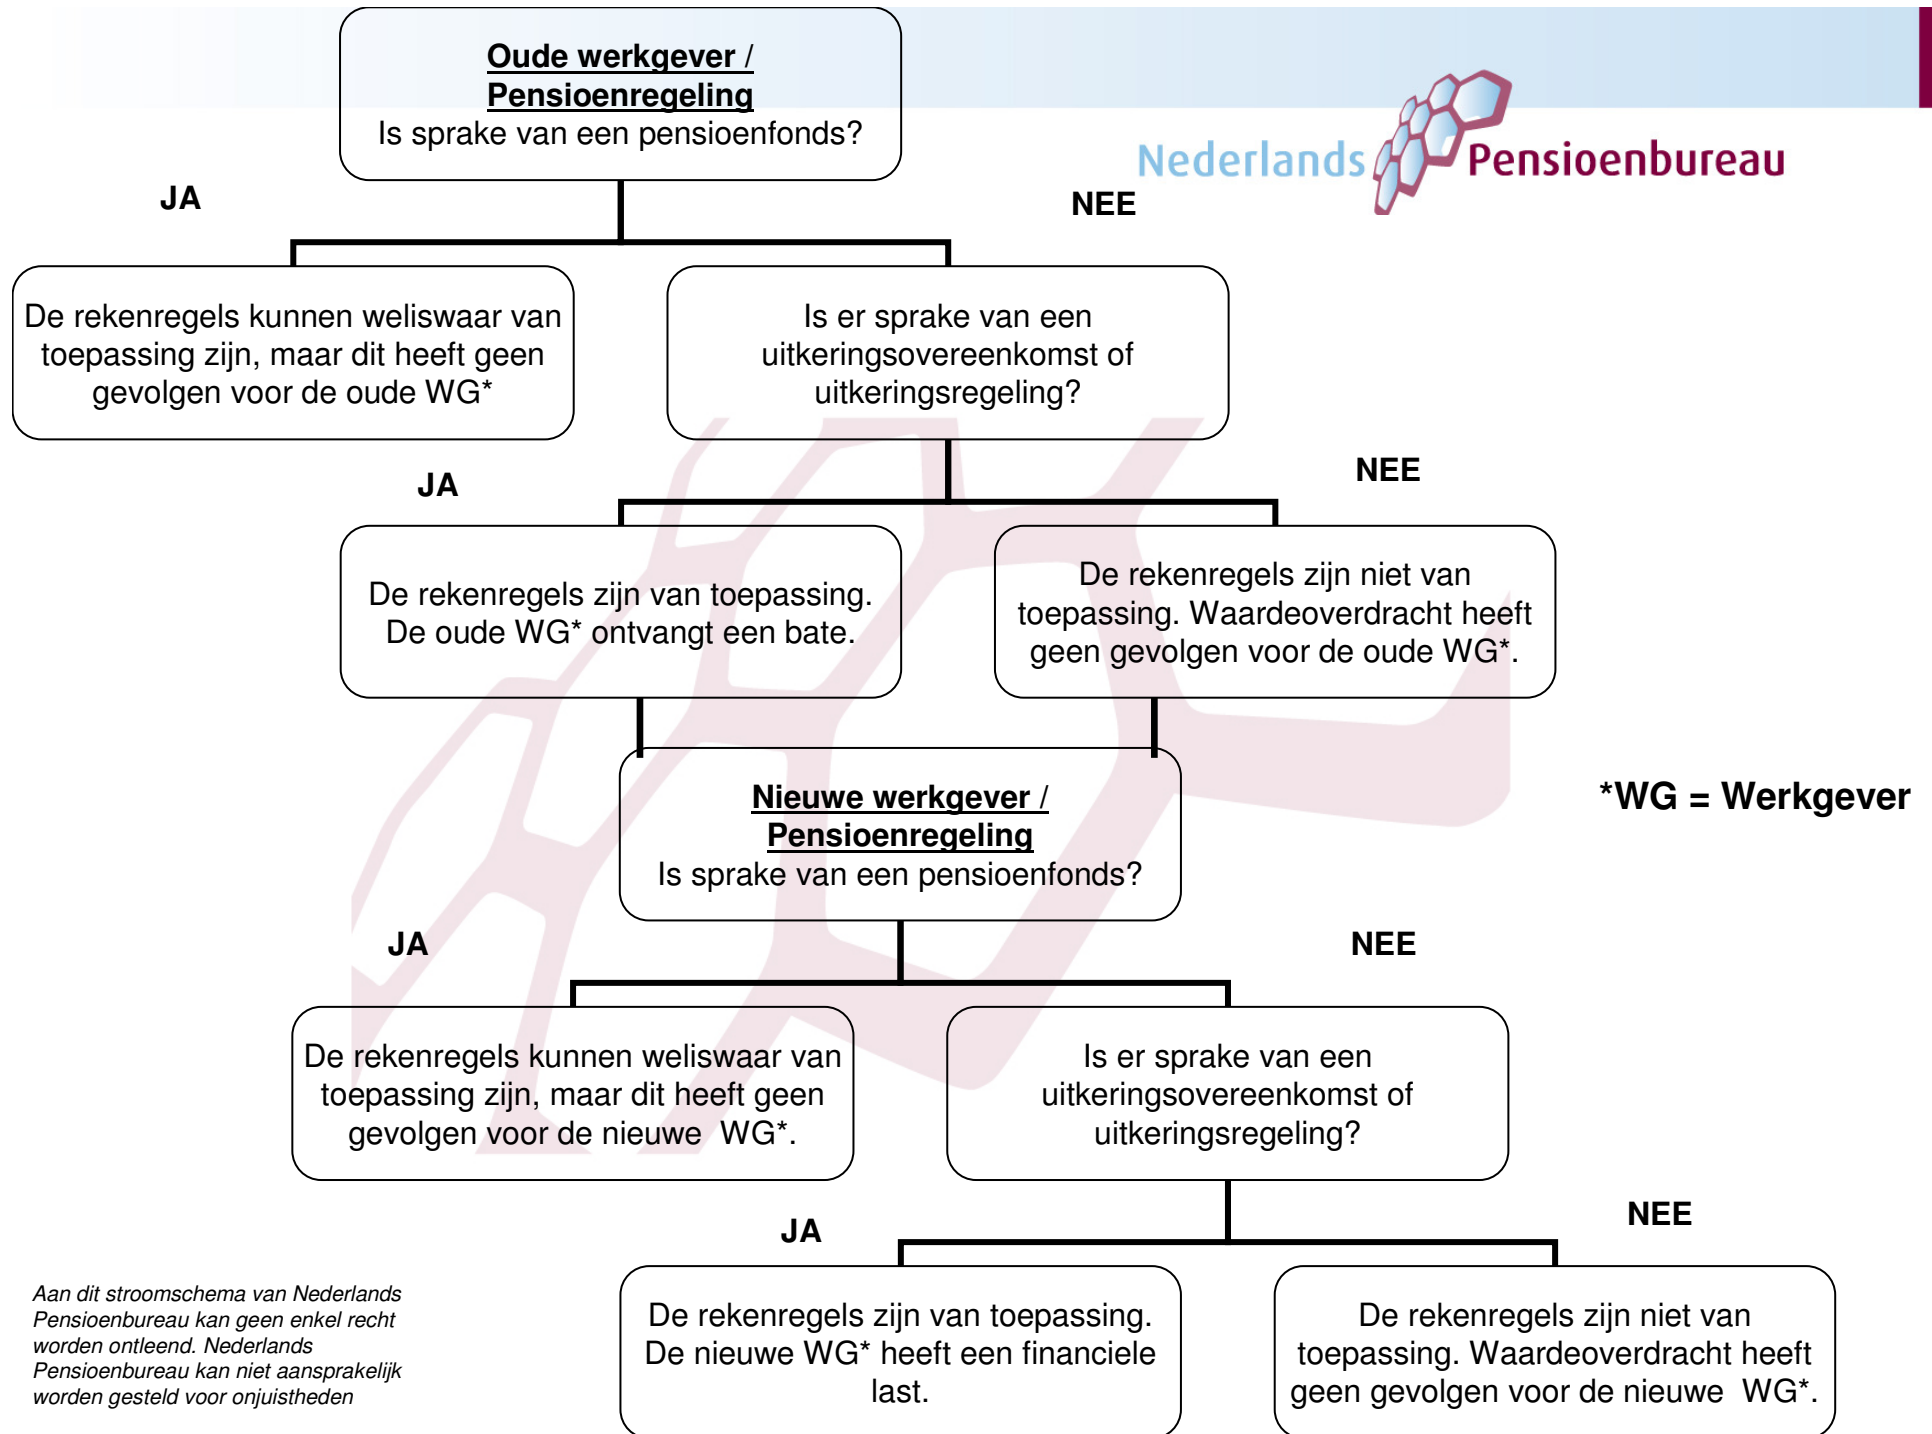 Oude werkgever /
Pensioenregeling
Is sprake van een pensioenfonds?
Nederlands Pensioenbureau
JA
NEE
De rekenregels kunnen weliswaar van
toepassing zijn, maar dit heeft geen
gevolgen voor de oude WG*
Is er sprake van een
uitkeringsovereenkomst of
uitkeringsregeling?
JA
NEE
De rekenregels zijn van toepassing.
De oude WG* ontvangt een bate.
De rekenregels zijn niet van
toepassing. Waardeoverdracht heeft
geen gevolgen voor de oude WG*.
Nieuwe werkgever /
Pensioenregeling
Is sprake van een pensioenfonds?
*WG = Werkgever
JA
NEE
De rekenregels kunnen weliswaar van
toepassing zijn, maar dit heeft geen
gevolgen voor de nieuwe WG*.
Is er sprake van een
uitkeringsovereenkomst of
uitkeringsregeling?
JA
NEE
De rekenregels zijn van toepassing.
De nieuwe WG* heeft een financiele
last.
De rekenregels zijn niet van
toepassing. Waardeoverdracht heeft
geen gevolgen voor de nieuwe WG*.
Aan dit stroomschema van Nederlands
Pensioenbureau kan geen enkel recht
worden ontleend. Nederlands
Pensioenbureau kan niet aansprakelijk
worden gesteld voor onjuistheden